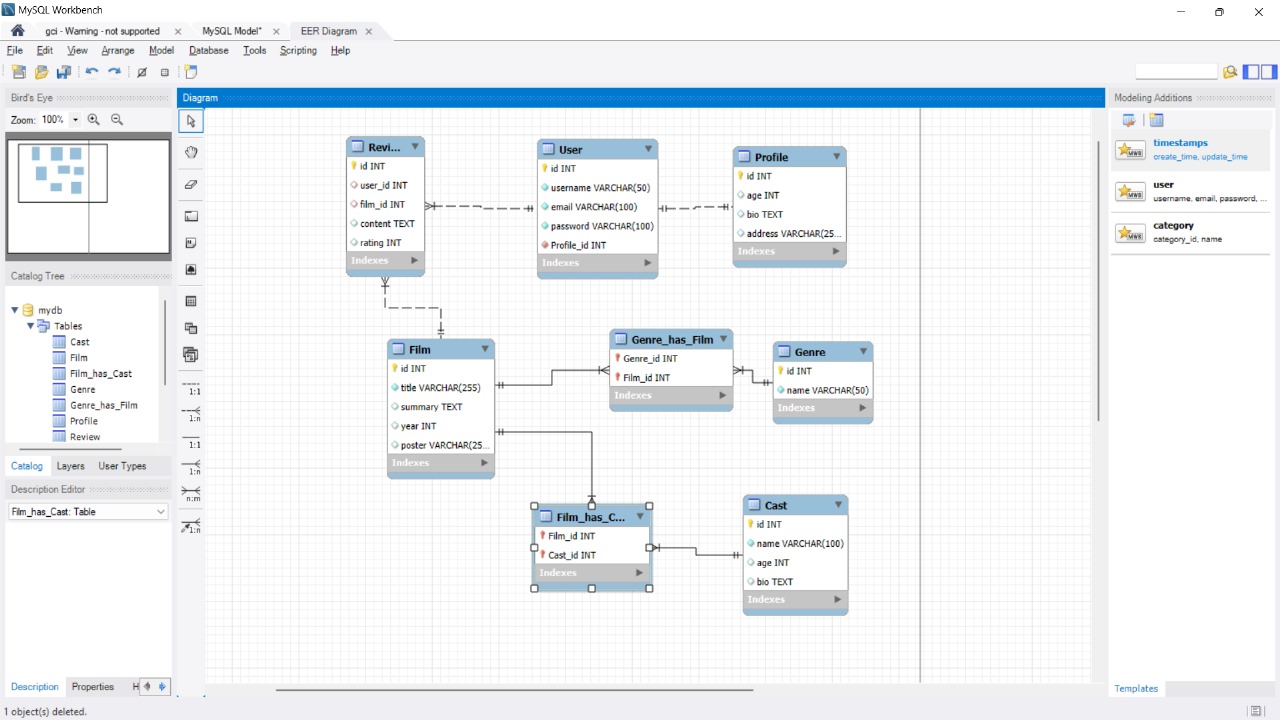 MySQL Workbench
gci - Warning - not supported
MySQL Model*
EER Diagram
File Edit View Arrange Model Database Tools Scripting Help
Bird's Eye
Zoom: 100%
Catalog Tree
mydb
Tables
Cast
Film
Film_has_Cast
Genre
Genre_has_Film
Profile
Review
Catalog Layers User Types
Description Editor
Film_has_Cast: Table
Description Properties H
1 object(s) deleted.
1:1
1:n
1:1
1:n
n:m
1:n
Diagram
Revi...
id INT
user_id INT
film_id INT
content TEXT
rating INT
Indexes
User
id INT
username VARCHAR(50)
email VARCHAR(100)
password VARCHAR(100)
Profile_id INT
Indexes
Profile
id INT
age INT
bio TEXT
address VARCHAR(25...
Indexes
Film
id INT
title VARCHAR(255)
summary TEXT
year INT
poster VARCHAR(25...
Indexes
Genre_has_Film
Genre_id INT
Film_id INT
Indexes
Genre
id INT
name VARCHAR(50)
Indexes
Film_has_C...
Film_id INT
Cast_id INT
Indexes
Cast
id INT
name VARCHAR(100)
age INT
bio TEXT
Indexes
Modeling Additions
timestamps
create_time, update_time
user
username, email, password, ...
category
category_id, name
MWB
MWB
MWB
Templates